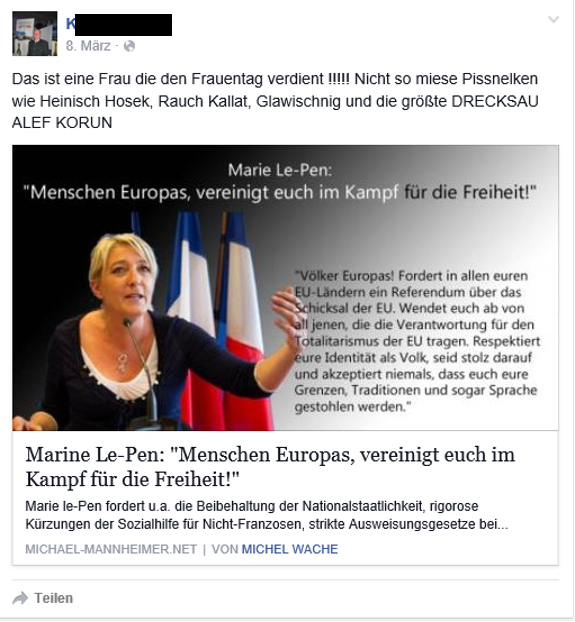 K
8. März ·
Das ist eine Frau die den Frauentag verdient !!!!! Nicht so miese Pissnelken
wie Heinisch Hosek, Rauch Kallat, Glawischnig und die größte DRECKSAU
ALEF KORUN
Marie Le-Pen:
"Menschen Europas, vereinigt euch im Kampf für die Freiheit!"
"Völker Europas! Fordert in allen euren
EU-Ländern ein Referendum über das
Schicksal der EU. Wendet euch ab von
all jenen, die die Verantwortung für den
Totalitarismus der EU tragen. Respektiert
eure Identität als Volk, seid stolz darauf
und akzeptiert niemals, dass euch eure
Grenzen, Traditionen und sogar Sprache
gestohlen werden."
Marine Le-Pen: "Menschen Europas, vereinigt euch im
Kampf für die Freiheit!"
Marie le-Pen fordert u.a. die Beibehaltung der Nationalstaatlichkeit, rigorose
Kürzungen der Sozialhilfe für Nicht-Franzosen, strikte Ausweisungsgesetze bei...
MICHAEL-MANNHEIMER.NET | VON MICHEL WACHE
Teilen